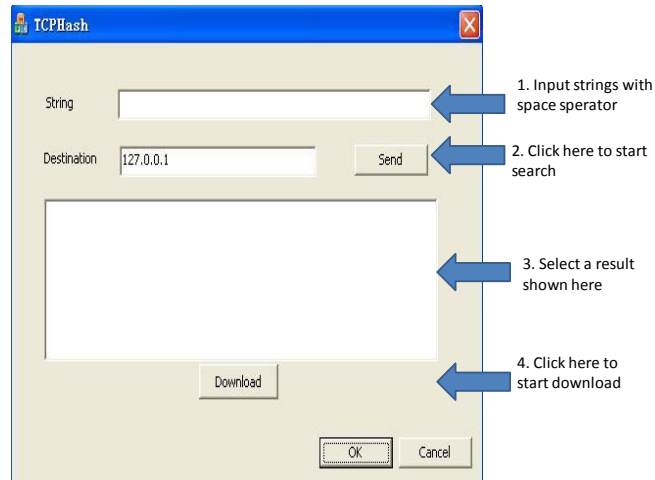 TCPHash
String
1. Input strings with
space sperator
Destination
127.0.0.1
Send
2. Click here to start
search
3. Select a result
shown here
Download
4. Click here to
start download
OK
Cancel